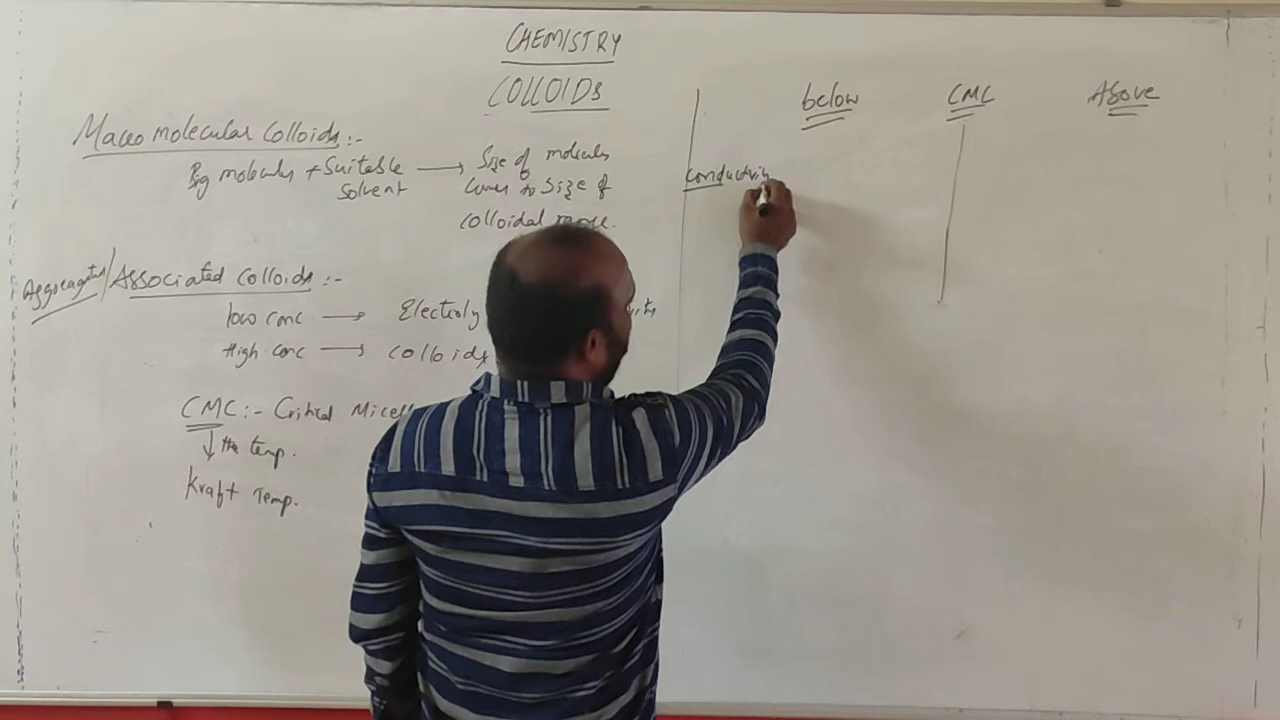 CHEMISTRY
COLLOIDS
Macro molecular Colloids:-
Big molecules + Suitable solvent → Size of molecules
comes to size of
colloidal range.
Aggregated/Associated Colloids :-
low conc → Electroly
High conc → colloids
CMC:- Critical Micell
↓ the temp.
Kraft Temp.
below CMC Above
conductivi